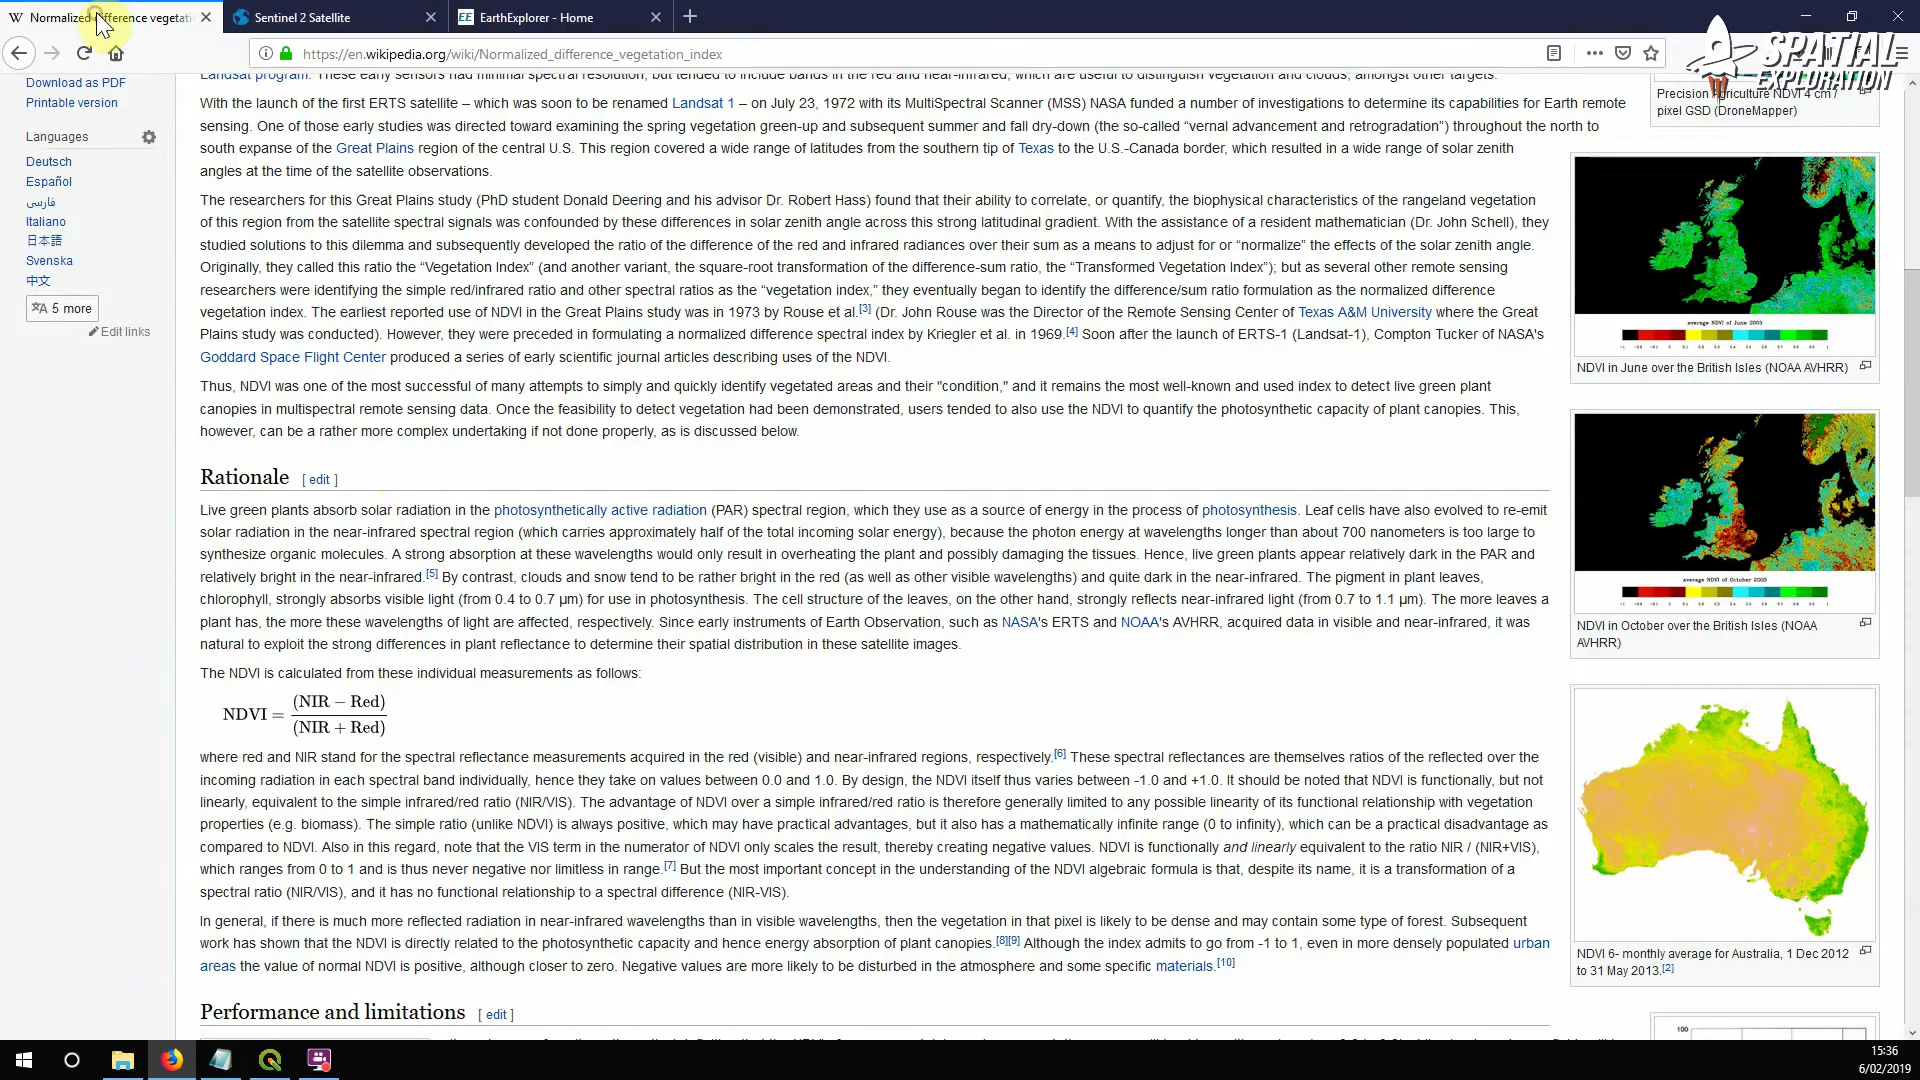 Normalized difference vegetati
Sentinel 2 Satellite
EarthExplorer - Home
https://en.wikipedia.org/wiki/Normalized_difference_vegetation_index
SPATIAL
EXPLORATION
Download as PDF
Printable version
Languages
Deutsch
Español
فارسی
Italiano
日本語
Svenska
中文
5 more
Edit links
Landsat program. These early sensors had minimal spectral resolution, but tended to include bands in the red and near-infrared, which are useful to distinguish vegetation and clouds, amongst other targets.
With the launch of the first ERTS satellite – which was soon to be renamed Landsat 1 – on July 23, 1972 with its MultiSpectral Scanner (MSS) NASA funded a number of investigations to determine its capabilities for Earth remote
sensing. One of those early studies was directed toward examining the spring vegetation green-up and subsequent summer and fall dry-down (the so-called “vernal advancement and retrogradation”) throughout the north to
south expanse of the Great Plains region of the central U.S. This region covered a wide range of latitudes from the southern tip of Texas to the U.S.-Canada border, which resulted in a wide range of solar zenith
angles at the time of the satellite observations.
The researchers for this Great Plains study (PhD student Donald Deering and his advisor Dr. Robert Hass) found that their ability to correlate, or quantify, the biophysical characteristics of the rangeland vegetation
of this region from the satellite spectral signals was confounded by these differences in solar zenith angle across this strong latitudinal gradient. With the assistance of a resident mathematician (Dr. John Schell), they
studied solutions to this dilemma and subsequently developed the ratio of the difference of the red and infrared radiances over their sum as a means to adjust for or “normalize” the effects of the solar zenith angle.
Originally, they called this ratio the “Vegetation Index” (and another variant, the square-root transformation of the difference-sum ratio, the “Transformed Vegetation Index”); but as several other remote sensing
researchers were identifying the simple red/infrared ratio and other spectral ratios as the “vegetation index,” they eventually began to identify the difference/sum ratio formulation as the normalized difference
vegetation index. The earliest reported use of NDVI in the Great Plains study was in 1973 by Rouse et al.[3] (Dr. John Rouse was the Director of the Remote Sensing Center of Texas A&M University where the Great
Plains study was conducted). However, they were preceded in formulating a normalized difference spectral index by Kriegler et al. in 1969.[4] Soon after the launch of ERTS-1 (Landsat-1), Compton Tucker of NASA's
Goddard Space Flight Center produced a series of early scientific journal articles describing uses of the NDVI.
Thus, NDVI was one of the most successful of many attempts to simply and quickly identify vegetated areas and their "condition," and it remains the most well-known and used index to detect live green plant
canopies in multispectral remote sensing data. Once the feasibility to detect vegetation had been demonstrated, users tended to also use the NDVI to quantify the photosynthetic capacity of plant canopies. This,
however, can be a rather more complex undertaking if not done properly, as is discussed below.
Rationale [ edit ]
Live green plants absorb solar radiation in the photosynthetically active radiation (PAR) spectral region, which they use as a source of energy in the process of photosynthesis. Leaf cells have also evolved to re-emit
solar radiation in the near-infrared spectral region (which carries approximately half of the total incoming solar energy), because the photon energy at wavelengths longer than about 700 nanometers is too large to
synthesize organic molecules. A strong absorption at these wavelengths would only result in overheating the plant and possibly damaging the tissues. Hence, live green plants appear relatively dark in the PAR and
relatively bright in the near-infrared.[5] By contrast, clouds and snow tend to be rather bright in the red (as well as other visible wavelengths) and quite dark in the near-infrared. The pigment in plant leaves,
chlorophyll, strongly absorbs visible light (from 0.4 to 0.7 μm) for use in photosynthesis. The cell structure of the leaves, on the other hand, strongly reflects near-infrared light (from 0.7 to 1.1 μm). The more leaves a
plant has, the more these wavelengths of light are affected, respectively. Since early instruments of Earth Observation, such as NASA's ERTS and NOAA's AVHRR, acquired data in visible and near-infrared, it was
natural to exploit the strong differences in plant reflectance to determine their spatial distribution in these satellite images.
The NDVI is calculated from these individual measurements as follows:
(NIR − Red)
NDVI =
(NIR + Red)
where red and NIR stand for the spectral reflectance measurements acquired in the red (visible) and near-infrared regions, respectively.[6] These spectral reflectances are themselves ratios of the reflected over the
incoming radiation in each spectral band individually, hence they take on values between 0.0 and 1.0. By design, the NDVI itself thus varies between -1.0 and +1.0. It should be noted that NDVI is functionally, but not
linearly, equivalent to the simple infrared/red ratio (NIR/VIS). The advantage of NDVI over a simple infrared/red ratio is therefore generally limited to any possible linearity of its functional relationship with vegetation
properties (e.g. biomass). The simple ratio (unlike NDVI) is always positive, which may have practical advantages, but it also has a mathematically infinite range (0 to infinity), which can be a practical disadvantage as
compared to NDVI. Also in this regard, note that the VIS term in the numerator of NDVI only scales the result, thereby creating negative values. NDVI is functionally and linearly equivalent to the ratio NIR / (NIR+VIS),
which ranges from 0 to 1 and is thus never negative nor limitless in range.[7] But the most important concept in the understanding of the NDVI algebraic formula is that, despite its name, it is a transformation of a
spectral ratio (NIR/VIS), and it has no functional relationship to a spectral difference (NIR-VIS).
In general, if there is much more reflected radiation in near-infrared wavelengths than in visible wavelengths, then the vegetation in that pixel is likely to be dense and may contain some type of forest. Subsequent
work has shown that the NDVI is directly related to the photosynthetic capacity and hence energy absorption of plant canopies.[8][9] Although the index admits to go from -1 to 1, even in more densely populated urban
areas the value of normal NDVI is positive, although closer to zero. Negative values are more likely to be disturbed in the atmosphere and some specific materials.[10]
Performance and limitations [ edit ]
Precision Agriculture NDVI 4 cm /
pixel GSD (DroneMapper)
average NDVI of June 2003
NDVI in June over the British Isles (NOAA AVHRR)
average NDVI of October 2003
NDVI in October over the British Isles (NOAA
AVHRR)
NDVI 6- monthly average for Australia, 1 Dec 2012
to 31 May 2013.[2]
100
15:36
6/02/2019